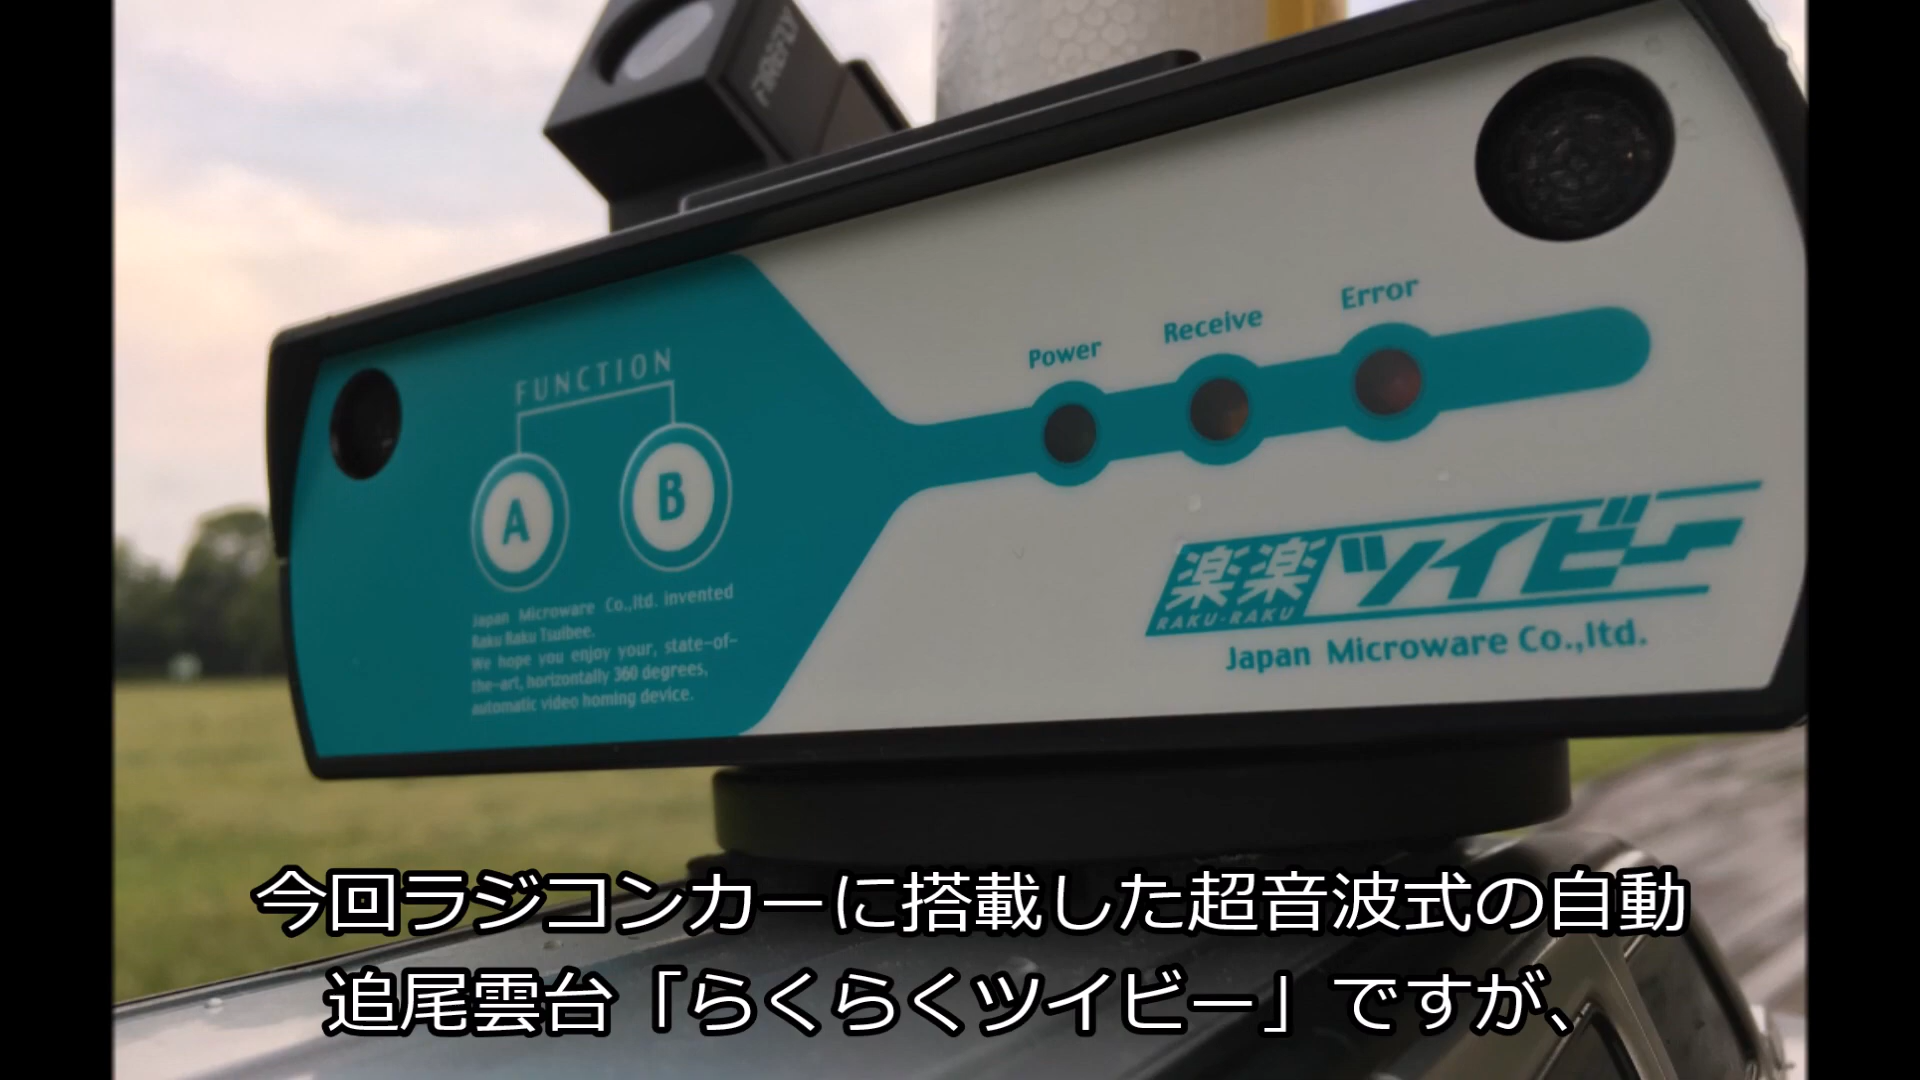 FIREFLY
Error
Receive
Power
FUNCTION
A B
Japan Microware Co.,ltd. invented
Raku Raku Tsuibee.
We hope you enjoy your, state-of-
the-art, horizontally 360 degrees,
automatic video homing device.
楽楽ツイビー
RAKU-RAKU
Japan Microware Co.,ltd.
今回ラジコンカーに搭載した超音波式の自動
追尾雲台「らくらくツイビー」ですが、